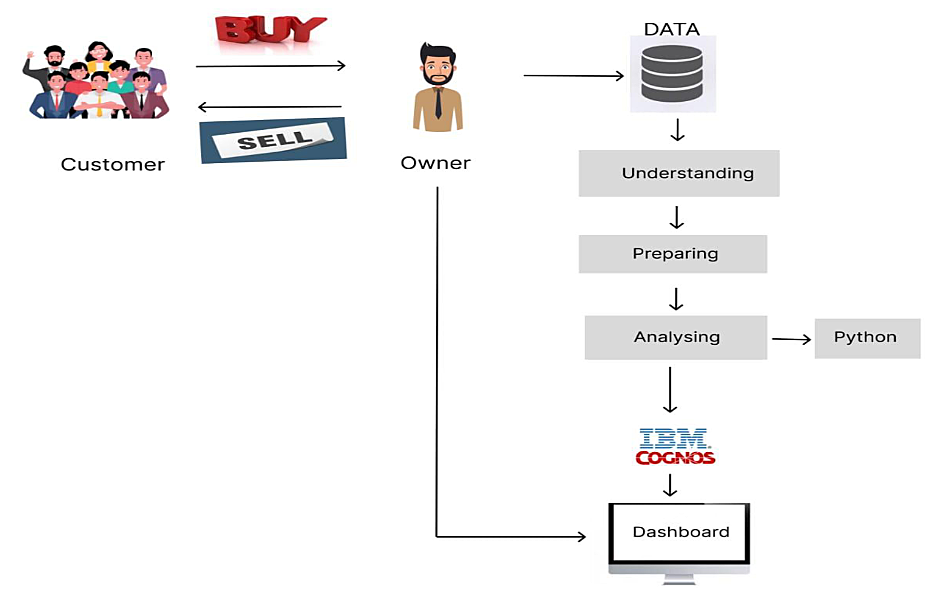 BUY
DATA
SELL
Customer
Owner
Understanding
Preparing
Analysing
Python
IBM.
COGNOS
Dashboard